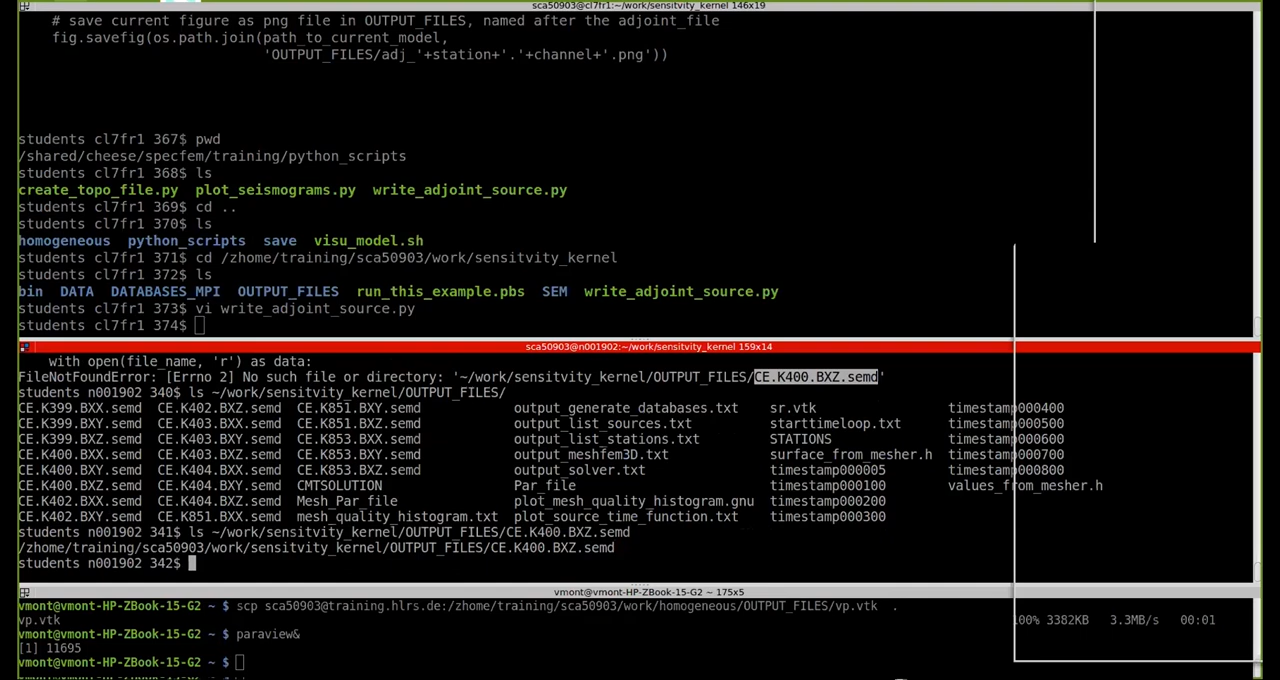 sca50903@cl7fr1:~/work/sensitvity_kernel 146x19
# save current figure as png file in OUTPUT_FILES, named after the adjoint_file
fig.savefig(os.path.join(path_to_current_model,
'OUTPUT_FILES/adj_'+station+'.'+channel+'.png'))
students cl7fr1 367$ pwd
/shared/cheese/specfem/training/python_scripts
students cl7fr1 368$ ls
create_topo_file.py plot_seismograms.py write_adjoint_source.py
students cl7fr1 369$ cd ..
students cl7fr1 370$ ls
homogeneous python_scripts save visu_model.sh
students cl7fr1 371$ cd /zhome/training/sca50903/work/sensitvity_kernel
students cl7fr1 372$ ls
bin DATA DATABASES_MPI OUTPUT_FILES run_this_example.pbs SEM write_adjoint_source.py
students cl7fr1 373$ vi write_adjoint_source.py
students cl7fr1 374$
sca50903@n001902:~/work/sensitvity_kernel 159x14
with open(file_name, 'r') as data:
FileNotFoundError: [Errno 2] No such file or directory: '~/work/sensitvity_kernel/OUTPUT_FILES/CE.K400.BXZ.semd'
students n001902 340$ ls ~/work/sensitvity_kernel/OUTPUT_FILES/
CE.K399.BXX.semd CE.K402.BXZ.semd CE.K851.BXY.semd output_generate_databases.txt sr.vtk timestamp000400
CE.K399.BXY.semd CE.K403.BXX.semd CE.K851.BXZ.semd output_list_sources.txt starttimeloop.txt timestamp000500
CE.K399.BXZ.semd CE.K403.BXY.semd CE.K853.BXX.semd output_list_stations.txt STATIONS timestamp000600
CE.K400.BXX.semd CE.K403.BXZ.semd CE.K853.BXY.semd output_meshfem3D.txt surface_from_mesher.h timestamp000700
CE.K400.BXY.semd CE.K404.BXX.semd CE.K853.BXZ.semd output_solver.txt timestamp000005 timestamp000800
CE.K400.BXZ.semd CE.K404.BXY.semd CMTSOLUTION Par_file timestamp000100 values_from_mesher.h
CE.K402.BXX.semd CE.K404.BXZ.semd Mesh_Par_file plot_mesh_quality_histogram.gnu timestamp000200
CE.K402.BXY.semd CE.K851.BXX.semd mesh_quality_histogram.txt plot_source_time_function.txt timestamp000300
students n001902 341$ ls ~/work/sensitvity_kernel/OUTPUT_FILES/CE.K400.BXZ.semd
/zhome/training/sca50903/work/sensitvity_kernel/OUTPUT_FILES/CE.K400.BXZ.semd
students n001902 342$
vmont@vmont-HP-ZBook-15-G2: ~ 175x5
vmont@vmont-HP-ZBook-15-G2 ~ $ scp sca50903@training.hlrs.de:/zhome/training/sca50903/work/homogeneous/OUTPUT_FILES/vp.vtk .
vp.vtk 100% 3382KB 3.3MB/s 00:01
vmont@vmont-HP-ZBook-15-G2 ~ $ paraview&
[1] 11695
vmont@vmont-HP-ZBook-15-G2 ~ $